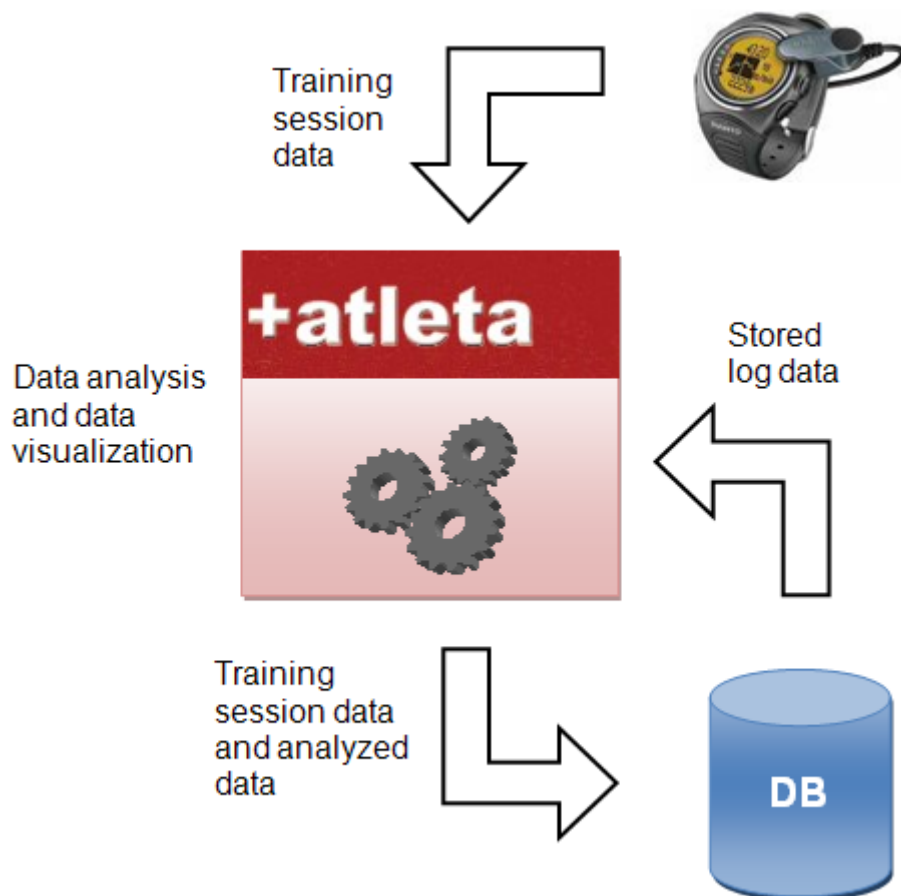 Training
session
data
+atleta
Data analysis
and data
visualization
Stored
log data
Training
session data
and analyzed
data
DB